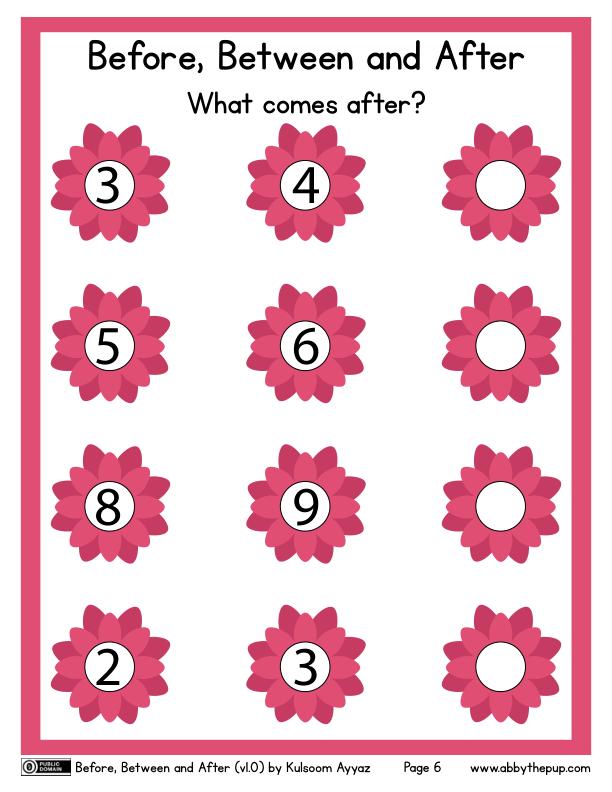 Before, Between and After
What comes after?
3 4
5 6
8 9
2 3
0 PUBLIC DOMAIN Before, Between and After (v1.0) by Kulsoom Ayyaz Page 6 www.abbythepup.com